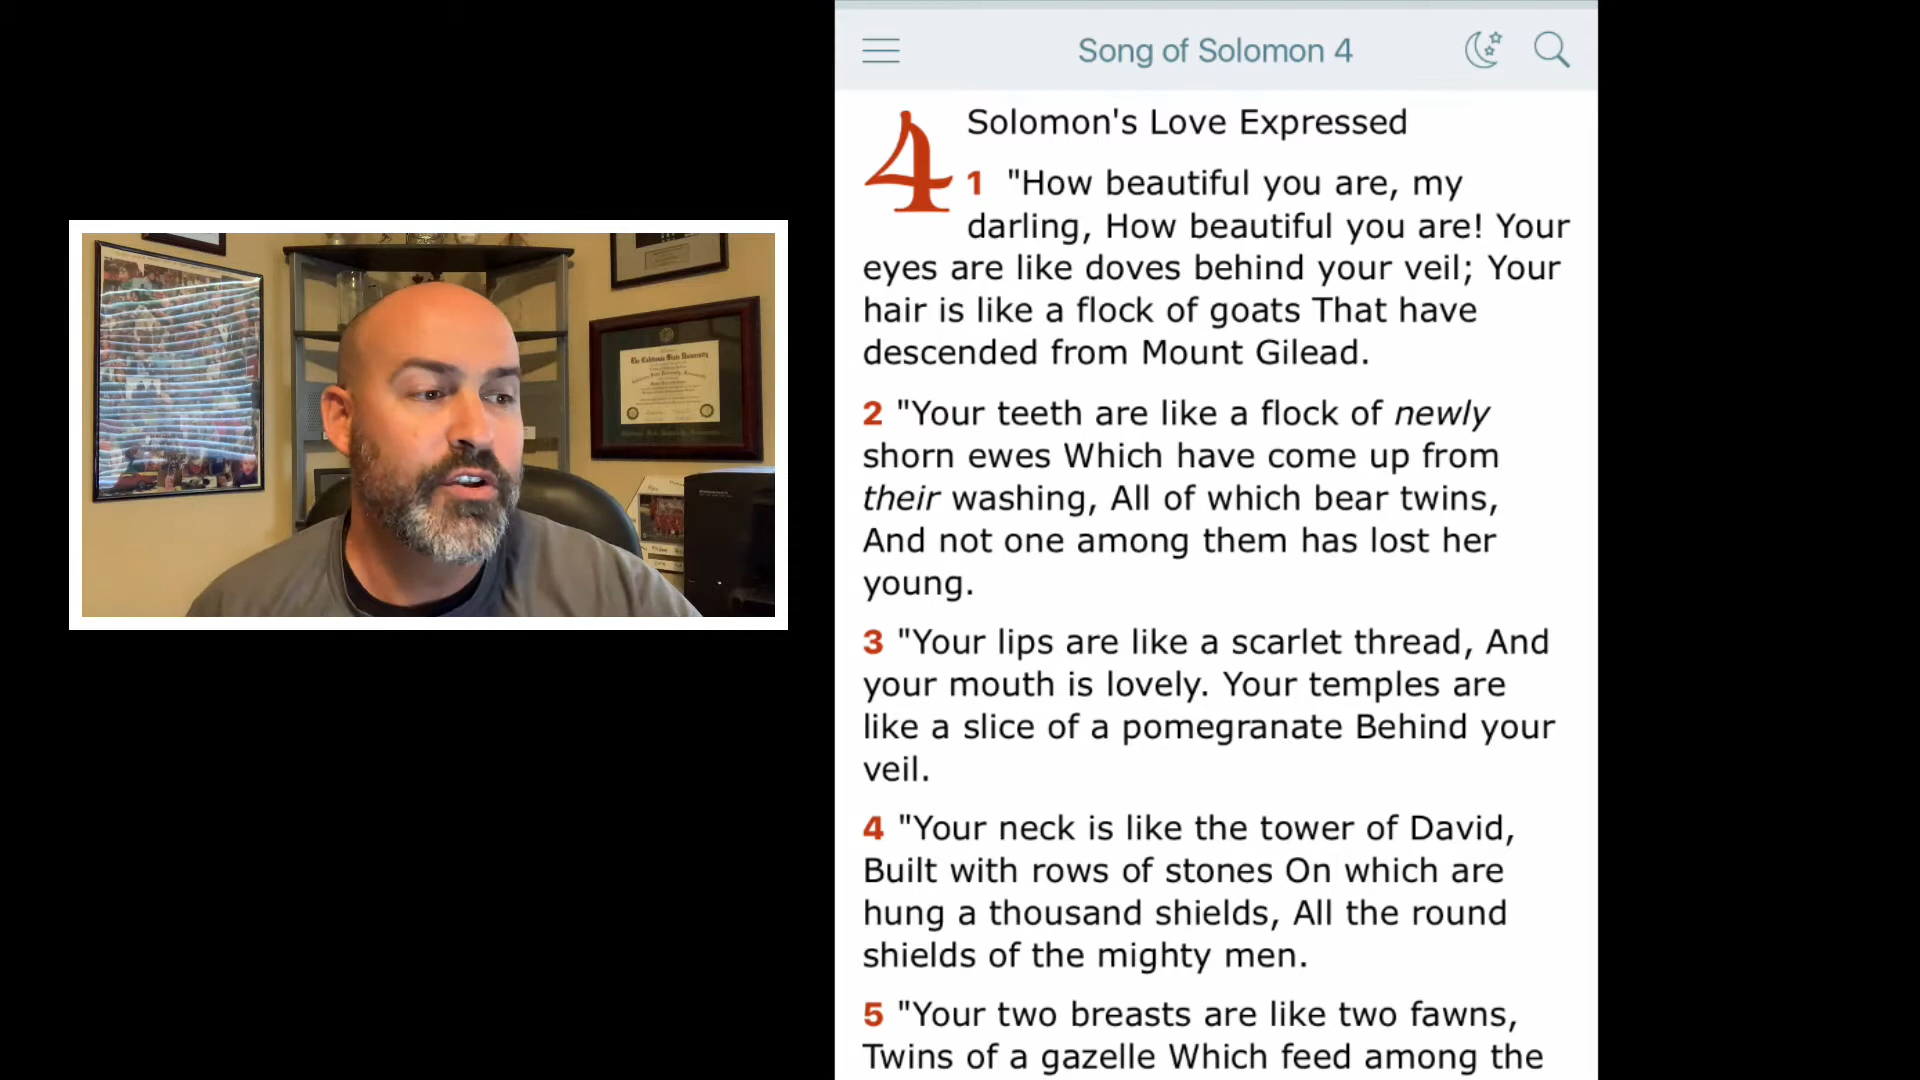 Song of Solomon 4
4
Solomon's Love Expressed
1 "How beautiful you are, my
darling, How beautiful you are! Your
eyes are like doves behind your veil; Your
hair is like a flock of goats That have
descended from Mount Gilead.
2 "Your teeth are like a flock of newly
shorn ewes Which have come up from
their washing, All of which bear twins,
And not one among them has lost her
young.
3 "Your lips are like a scarlet thread, And
your mouth is lovely. Your temples are
like a slice of a pomegranate Behind your
veil.
4 "Your neck is like the tower of David,
Built with rows of stones On which are
hung a thousand shields, All the round
shields of the mighty men.
5 "Your two breasts are like two fawns,
Twins of a gazelle Which feed among the
The California State University